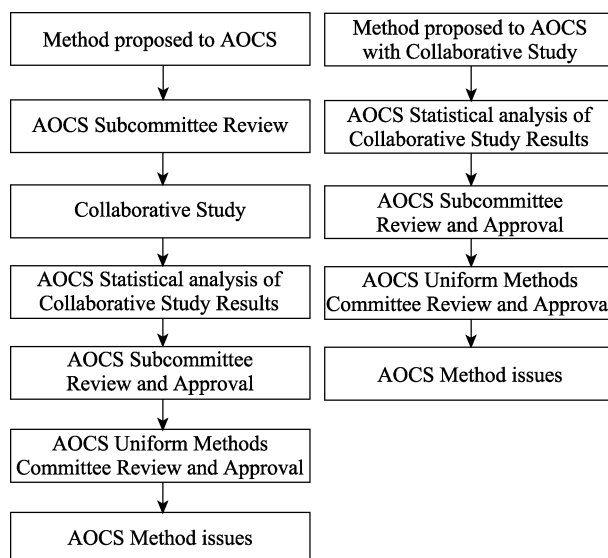 Method proposed to AOCS
AOCS Subcommittee Review
Collaborative Study
AOCS Statistical analysis of
Collaborative Study Results
AOCS Subcommittee
Review and Approval
AOCS Uniform Methods
Committee Review and Approval
AOCS Method issues
Method proposed to AOCS
with Collaborative Study
AOCS Statistical analysis of
Collaborative Study Results
AOCS Subcommittee
Review and Approval
AOCS Uniform Methods
Committee Review and Approval
AOCS Method issues